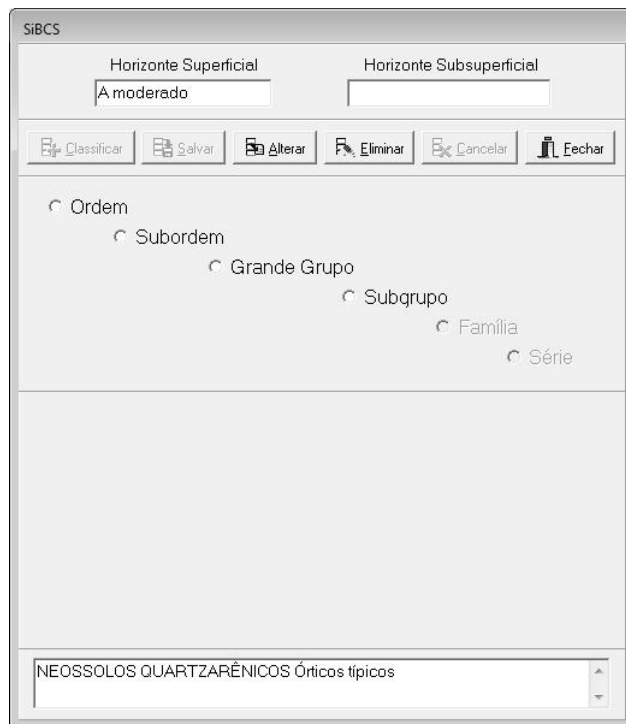 SiBCS
Horizonte Superficial Horizonte Subsuperficial
A moderado
Classificar Salvar Alterar Eliminar Cancelar Fechar
Ordem
Subordem
Grande Grupo
Subgrupo
Família
Série
NEOSSOLOS QUARTZARÊNICOS Órticos típicos